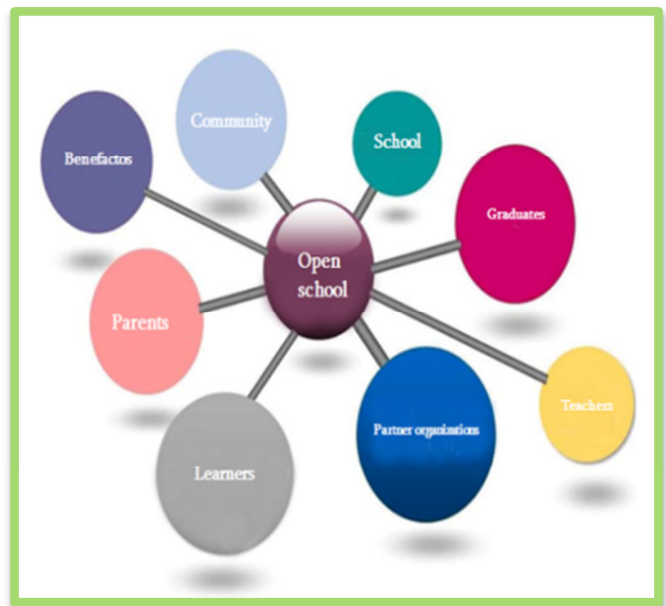 Community
School
Benefactos
Graduates
Open
school
Parents
Teachers
Partner organizations
Learners